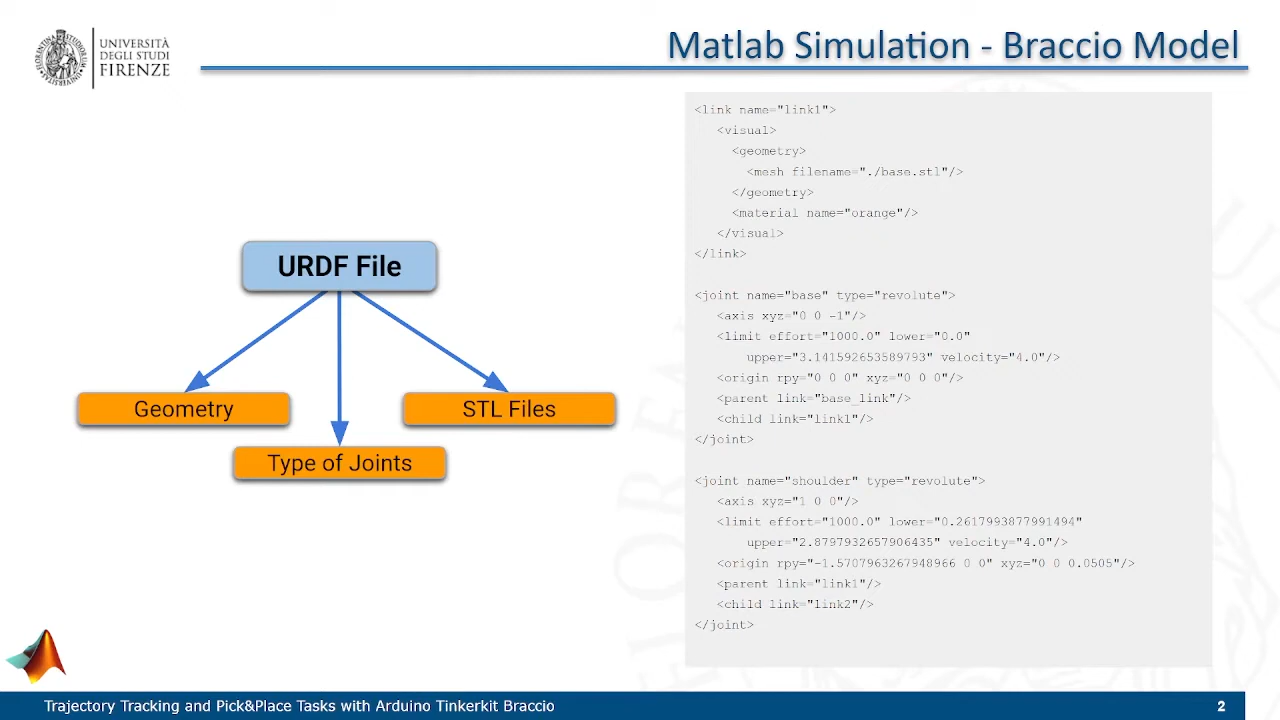 UNIVERSITÀ
DEGLI STUDI
FIRENZE
Matlab Simulation - Braccio Model
URDF File
Geometry
STL Files
Type of Joints
<link name="link1">
<visual>
<geometry>
<mesh filename="./base.stl"/>
</geometry>
<material name="orange"/>
</visual>
</link>
<joint name="base" type="revolute">
<axis xyz="0 0 -1"/>
<limit effort="1000.0" lower="0.0"
upper="3.141592653589793" velocity="4.0"/>
<origin rpy="0 0 0" xyz="0 0 0"/>
<parent link="base_link"/>
<child link="link1"/>
</joint>
<joint name="shoulder" type="revolute">
<axis xyz="1 0 0"/>
<limit effort="1000.0" lower="0.2617993877991494"
upper="2.8797932657906435" velocity="4.0"/>
<origin rpy="-1.5707963267948966 0 0" xyz="0 0 0.0505"/>
<parent link="link1"/>
<child link="link2"/>
</joint>
Trajectory Tracking and Pick&Place Tasks with Arduino Tinkerkit Braccio
2